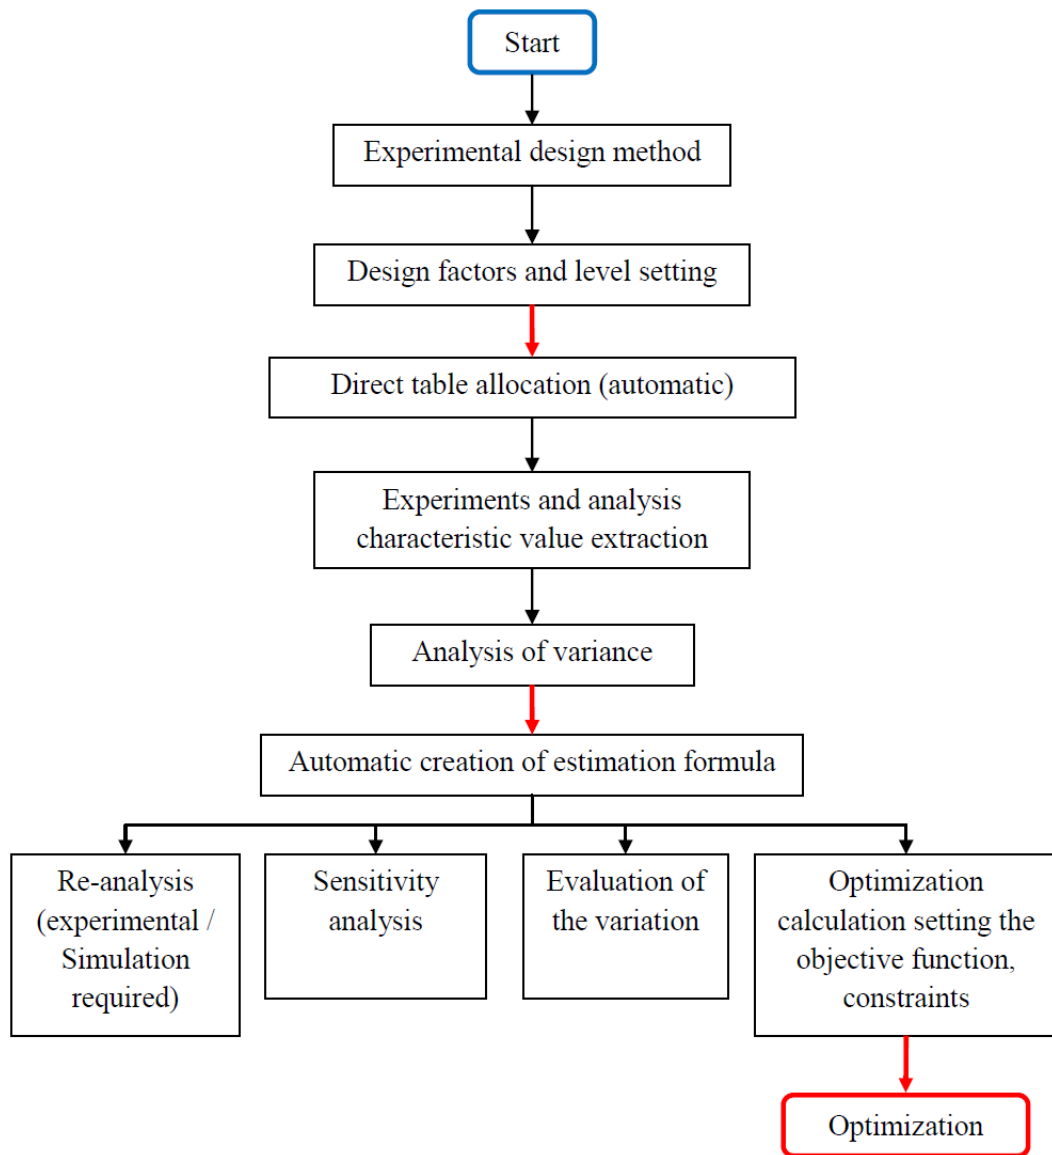 Start
Experimental design method
Design factors and level setting
Direct table allocation (automatic)
Experiments and analysis
characteristic value extraction
Analysis of variance
Automatic creation of estimation formula
Re-analysis
(experimental /
Simulation
required)
Sensitivity
analysis
Evaluation of
the variation
Optimization
calculation setting the
objective function,
constraints
Optimization